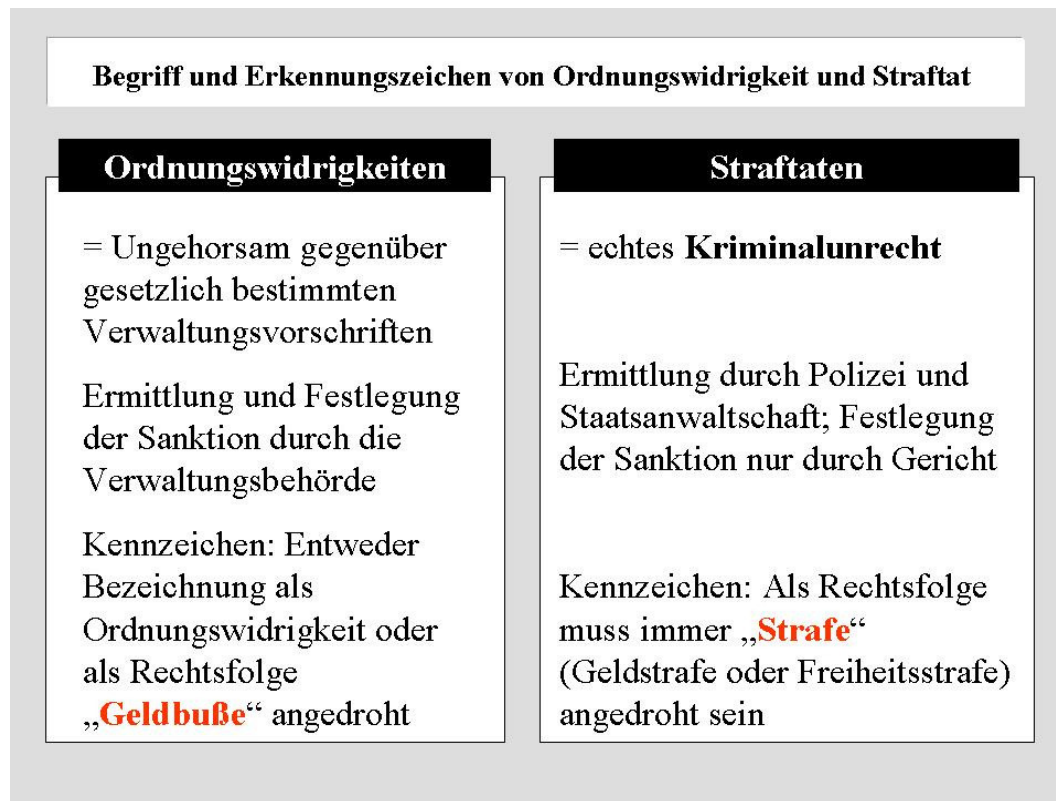 Begriff und Erkennungszeichen von Ordnungswidrigkeit und Straftat
Ordnungswidrigkeiten
= Ungehorsam gegenüber
gesetzlich bestimmten
Verwaltungsvorschriften
Ermittlung und Festlegung
der Sanktion durch die
Verwaltungsbehörde
Kennzeichen: Entweder
Bezeichnung als
Ordnungswidrigkeit oder
als Rechtsfolge
„Geldbuße“ angedroht
Straftaten
= echtes Kriminalunrecht
Ermittlung durch Polizei und
Staatsanwaltschaft; Festlegung
der Sanktion nur durch Gericht
Kennzeichen: Als Rechtsfolge
muss immer „Strafe“
(Geldstrafe oder Freiheitsstrafe)
angedroht sein